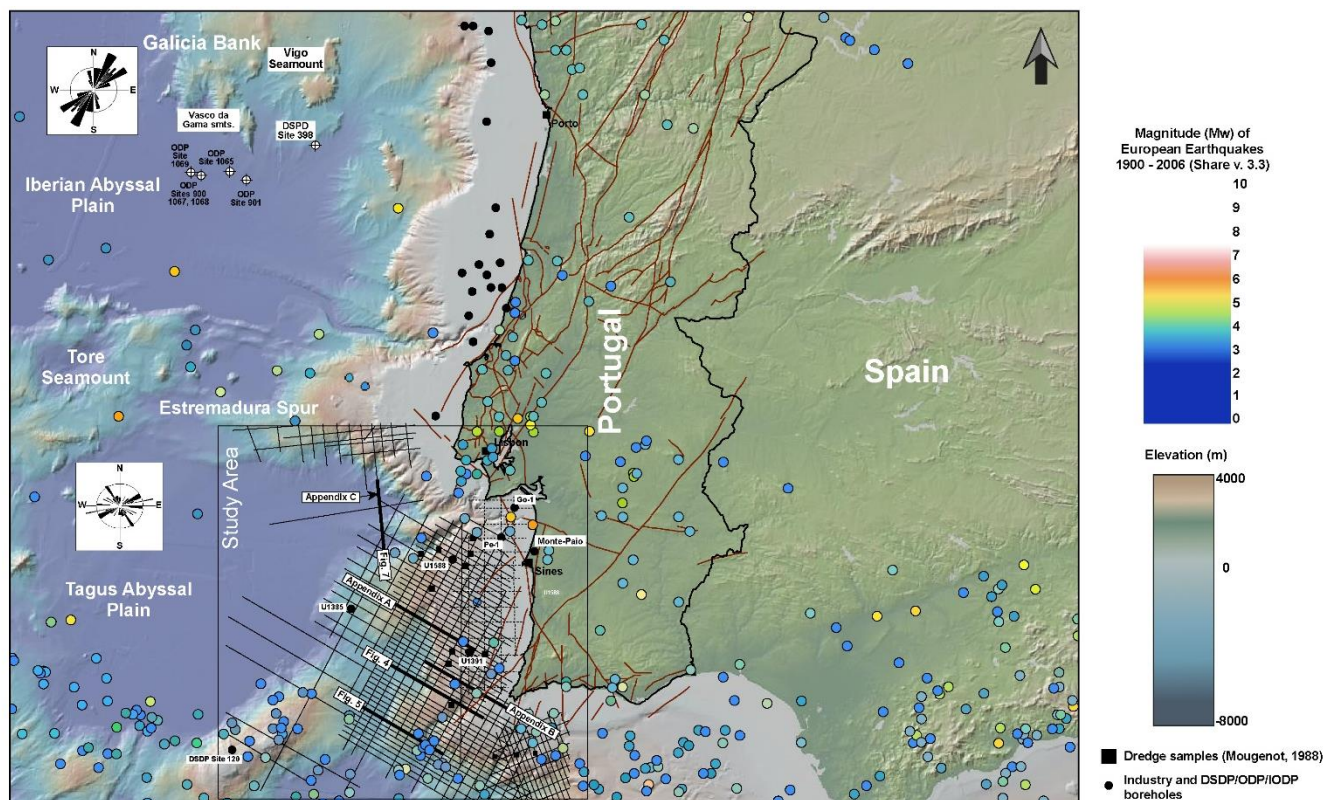 Galicia Bank
Vigo
Seamount
N
W
E
S
Vasco da
Gama smts.
DSPD
Site 398
Porto
ODP
Site
1069
ODP
Site 1065
ODP
Sites 900
1067, 1068
ODP
Site 901
Iberian Abyssal
Plain
Tore
Seamount
Estremadura Spur
Portugal
Spain
Lisbon
N
W
E
S
Study Area
Appendix C
Go-1
Pe-1
Monte-Paio
Fig. 7
U1588
Sines
U1588
Tagus Abyssal
Plain
Appendix A
U1385
Fig. 4
U1391
Fig. 5
Appendix B
DSDP Site 120
Magnitude (Mw) of
European Earthquakes
1900 - 2006 (Share v. 3.3)
10
9
8
7
6
5
4
3
2
1
0
Elevation (m)
4000
0
-8000
Dredge samples (Mougenot, 1988)
Industry and DSDP/ODP/IODP
boreholes